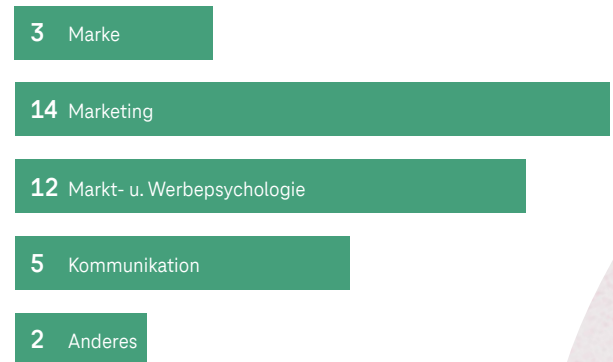 3 Marke
14 Marketing
12 Markt- u. Werbepsychologie
5 Kommunikation
2 Anderes